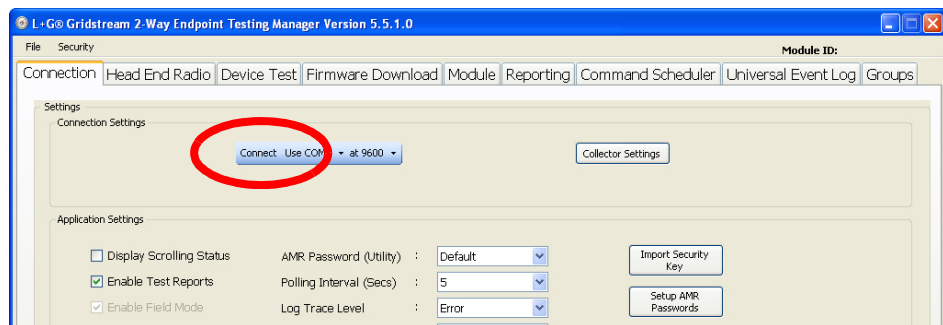 L+G® Gridstream 2-Way Endpoint Testing Manager Version 5.5.1.0
File Security
Module ID:
Connection Head End Radio Device Test Firmware Download Module Reporting Command Scheduler Universal Event Log Groups
Settings
Connection Settings
Connect Use COM at 9600 Collector Settings
Application Settings
Display Scrolling Status AMR Password (Utility) : Default Import Security
Key
Enable Test Reports Polling Interval (Secs) : 5
Setup AMR
Passwords
Enable Field Mode Log Trace Level : Error